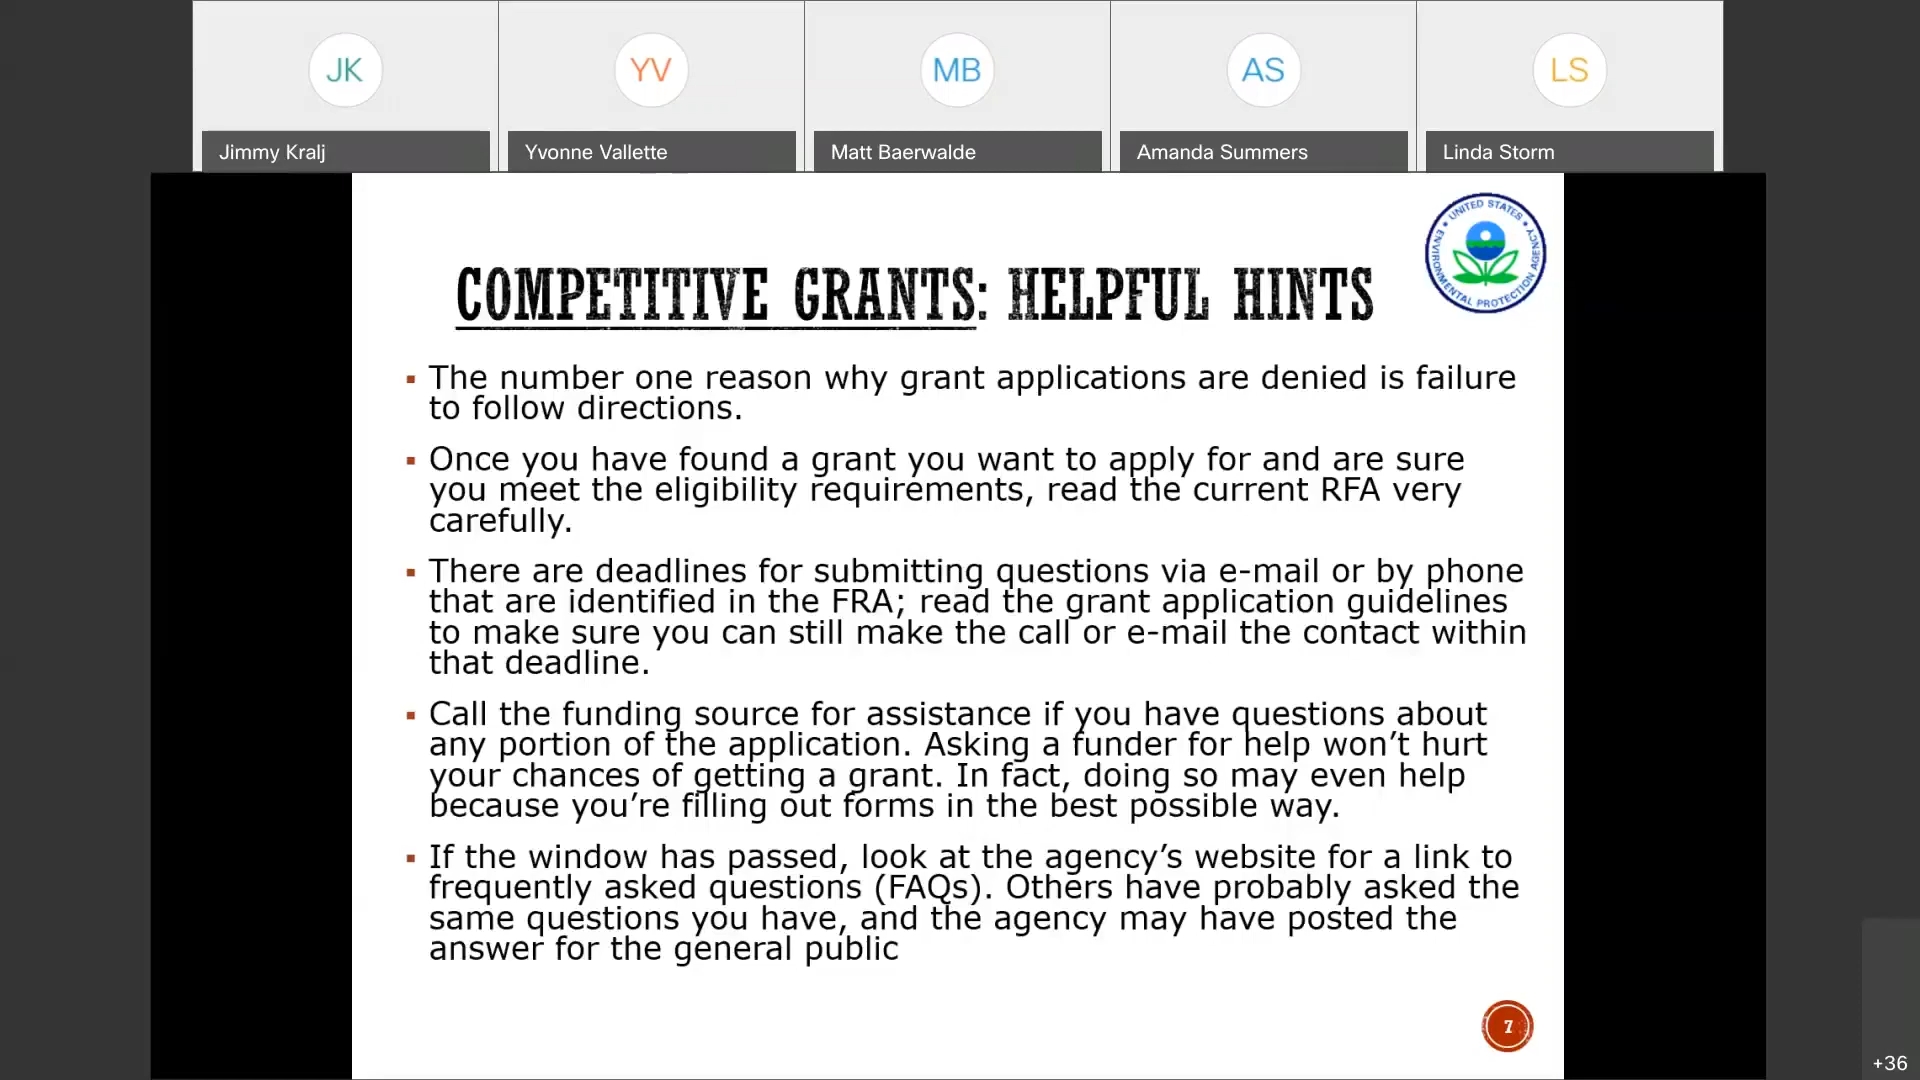 JK
YV
MB
AS
LS
Jimmy Kralj
Yvonne Vallette
Matt Baerwalde
Amanda Summers
Linda Storm
UNITED STATES
ENVIRONMENTAL PROTECTION AGENCY
COMPETITIVE GRANTS: HELPFUL HINTS
▪ The number one reason why grant applications are denied is failure
to follow directions.
▪ Once you have found a grant you want to apply for and are sure
you meet the eligibility requirements, read the current RFA very
carefully.
▪ There are deadlines for submitting questions via e-mail or by phone
that are identified in the FRA; read the grant application guidelines
to make sure you can still make the call or e-mail the contact within
that deadline.
▪ Call the funding source for assistance if you have questions about
any portion of the application. Asking a funder for help won’t hurt
your chances of getting a grant. In fact, doing so may even help
because you’re filling out forms in the best possible way.
▪ If the window has passed, look at the agency’s website for a link to
frequently asked questions (FAQs). Others have probably asked the
same questions you have, and the agency may have posted the
answer for the general public
7
+36